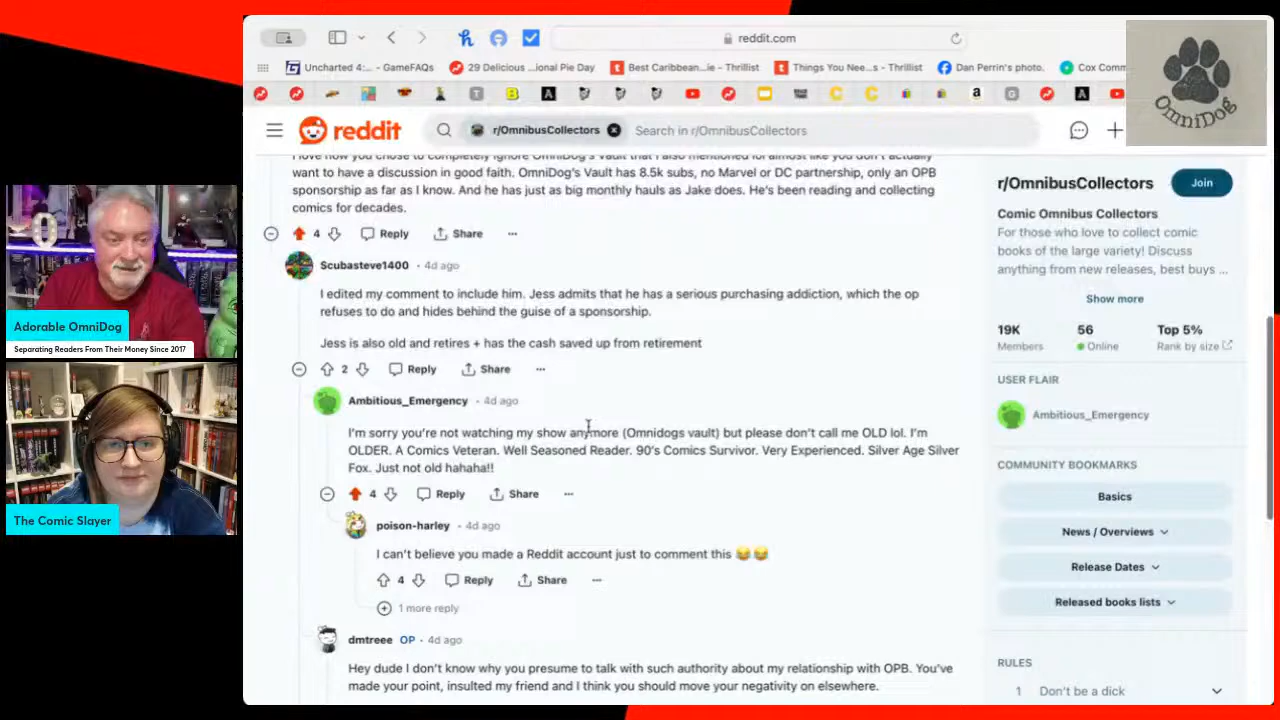 reddit.com
Uncharted 4:... - GameFAQs
29 Delicious ...ional Pie Day
Best Caribbean...ie - Thrillist
Things You Nee...s - Thrillist
Dan Perrin's photo.
Cox Comm
OmniDog
reddit
r/OmnibusCollectors
Search in r/OmnibusCollectors
I love how you chose to completely ignore OmniDog's Vault that I also mentioned lol almost like you don't actually
want to have a discussion in good faith. OmniDog's Vault has 8.5k subs, no Marvel or DC partnership, only an OPB
sponsorship as far as I know. And he has just as big monthly hauls as Jake does. He's been reading and collecting
comics for decades.
4 Reply Share
Scubasteve1400 · 4d ago
I edited my comment to include him. Jess admits that he has a serious purchasing addiction, which the op
refuses to do and hides behind the guise of a sponsorship.
Jess is also old and retires + has the cash saved up from retirement
2 Reply Share
Ambitious_Emergency · 4d ago
I'm sorry you're not watching my show anymore (Omnidogs vault) but please don't call me OLD lol. I'm
OLDER. A Comics Veteran. Well Seasoned Reader. 90's Comics Survivor. Very Experienced. Silver Age Silver
Fox. Just not old hahaha!!
4 Reply Share
poison-harley · 4d ago
I can't believe you made a Reddit account just to comment this 😂😂
4 Reply Share
1 more reply
dmtreee OP · 4d ago
Hey dude I don't know why you presume to talk with such authority about my relationship with OPB. You've
made your point, insulted my friend and I think you should move your negativity on elsewhere.
r/OmnibusCollectors
Join
Comic Omnibus Collectors
For those who love to collect comic
books of the large variety! Discuss
anything from new releases, best buys ...
Show more
19K 56 Top 5%
Members Online Rank by size
USER FLAIR
Ambitious_Emergency
COMMUNITY BOOKMARKS
Basics
News / Overviews
Release Dates
Released books lists
RULES
1 Don't be a dick
Adorable OmniDog
Separating Readers From Their Money Since 2017
The Comic Slayer